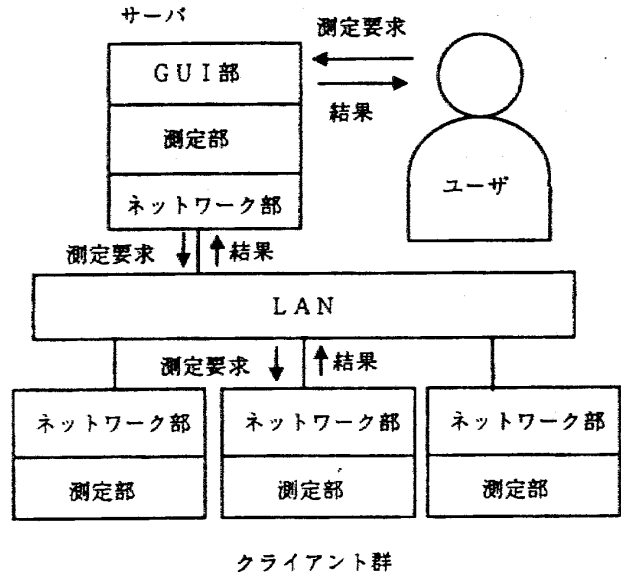 サーバ
測定要求
結果
GUI部
測定部
ネットワーク部
ユーザ
測定要求
結果
LAN
測定要求
結果
ネットワーク部
ネットワーク部
ネットワーク部
測定部
測定部
測定部
クライアント群